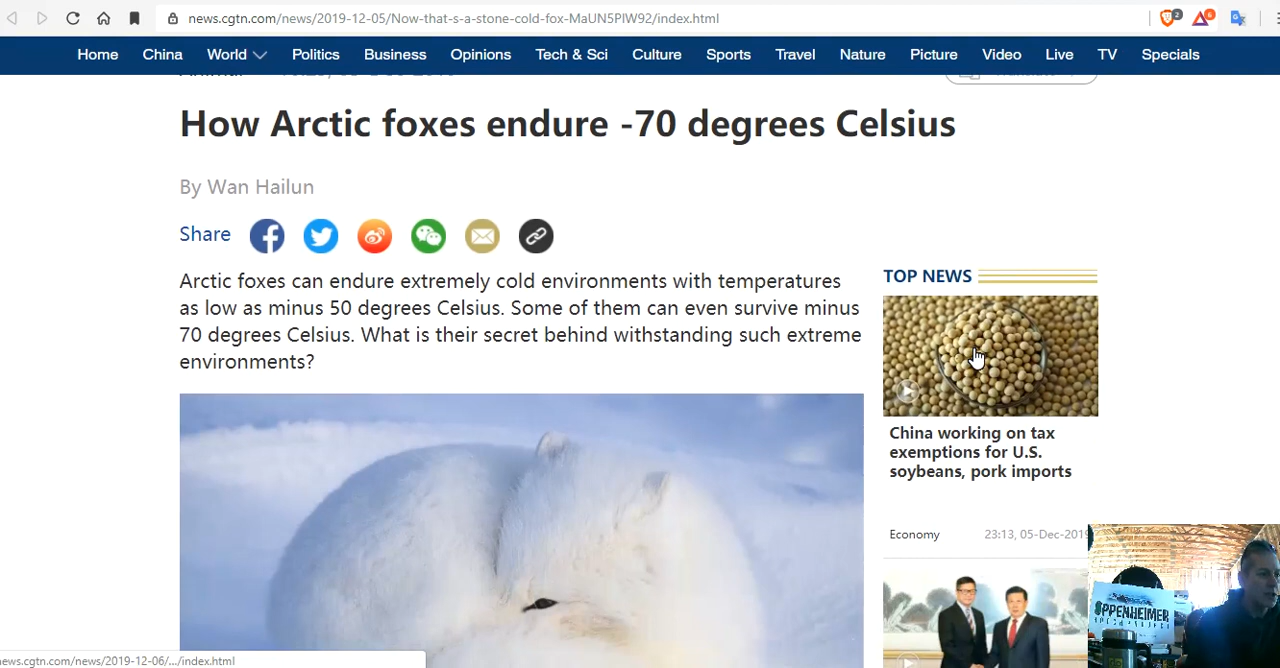 news.cgtn.com/news/2019-12-05/Now-that-s-a-stone-cold-fox-MaUN5PlW92/index.html
2
6
Home China World Politics Business Opinions Tech & Sci Culture Sports Travel Nature Picture Video Live TV Specials
How Arctic foxes endure -70 degrees Celsius
By Wan Hailun
Share
Arctic foxes can endure extremely cold environments with temperatures
as low as minus 50 degrees Celsius. Some of them can even survive minus
70 degrees Celsius. What is their secret behind withstanding such extreme
environments?
TOP NEWS
China working on tax
exemptions for U.S.
soybeans, pork imports
Economy 23:13, 05-Dec-2019
OPPENHEIMER
news.cgtn.com/news/2019-12-06/.../index.html